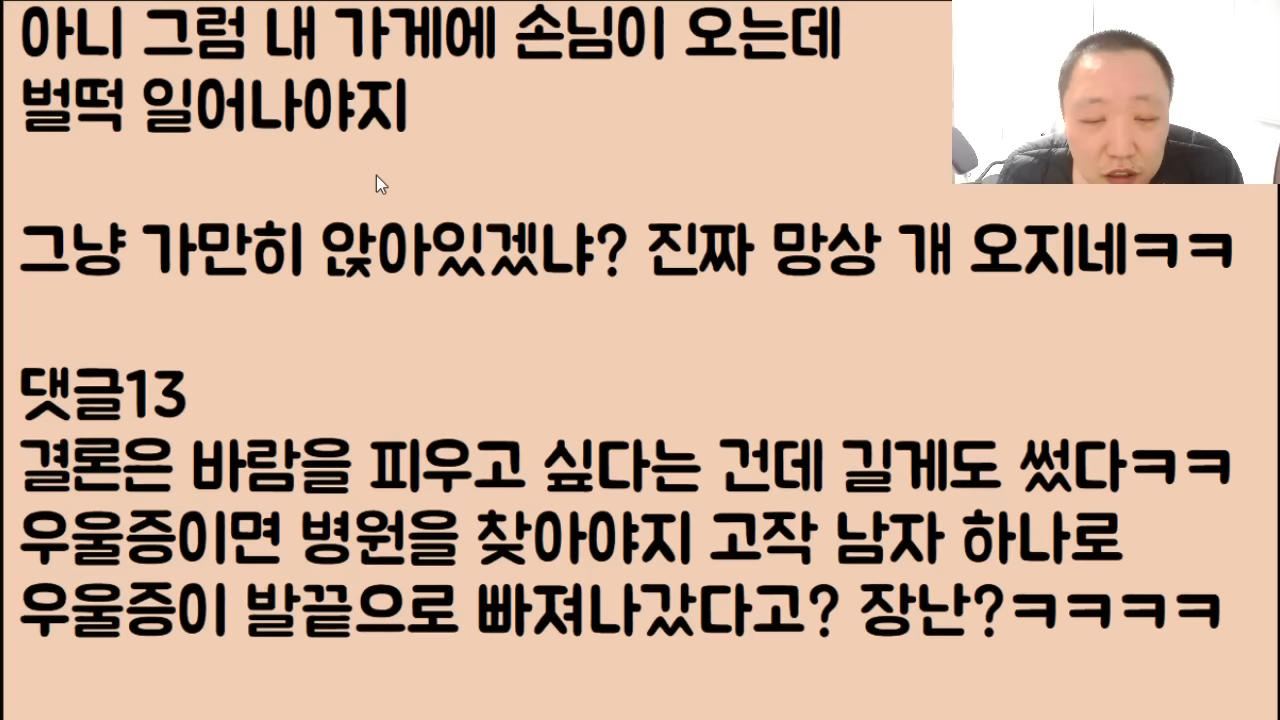 아니 그럼 내 가게에 손님이 오는데
벌떡 일어나야지
그냥 가만히 앉아있겠냐? 진짜 망상 개 오지네ㅋㅋ
댓글13
결론은 바람을 피우고 싶다는 건데 길게도 썼다ㅋㅋ
우울증이면 병원을 찾아야지 고작 남자 하나로
우울증이 발끝으로 빠져나갔다고? 장난?ㅋㅋㅋㅋ